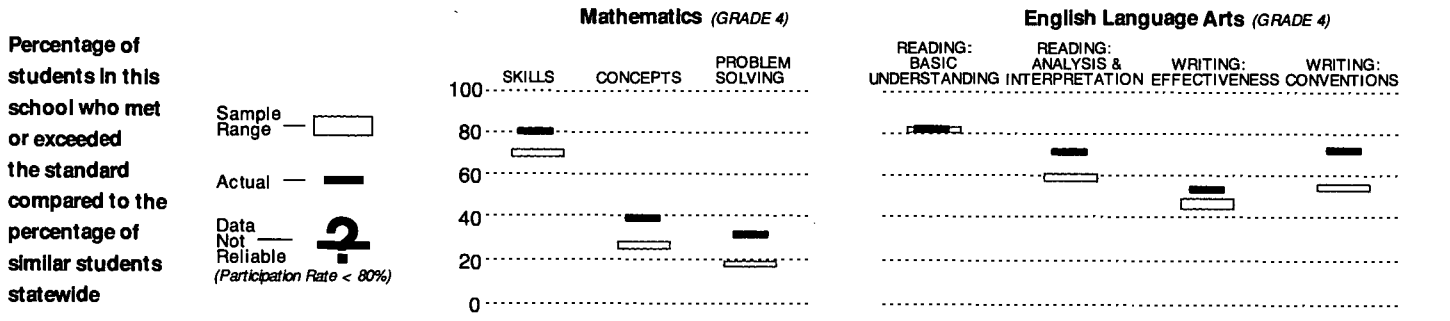 Mathematics (GRADE 4)
English Language Arts (GRADE 4)
Percentage of
students in this
school who met
or exceeded
the standard
compared to the
percentage of
similar students
statewide
Sample
Range
Actual
Data
Not
Reliable
(Participation Rate < 80%)
?
SKILLS
CONCEPTS
PROBLEM
SOLVING
READING:
BASIC
UNDERSTANDING
READING:
ANALYSIS &
INTERPRETATION
WRITING:
EFFECTIVENESS
WRITING:
CONVENTIONS
100
80
60
40
20
0